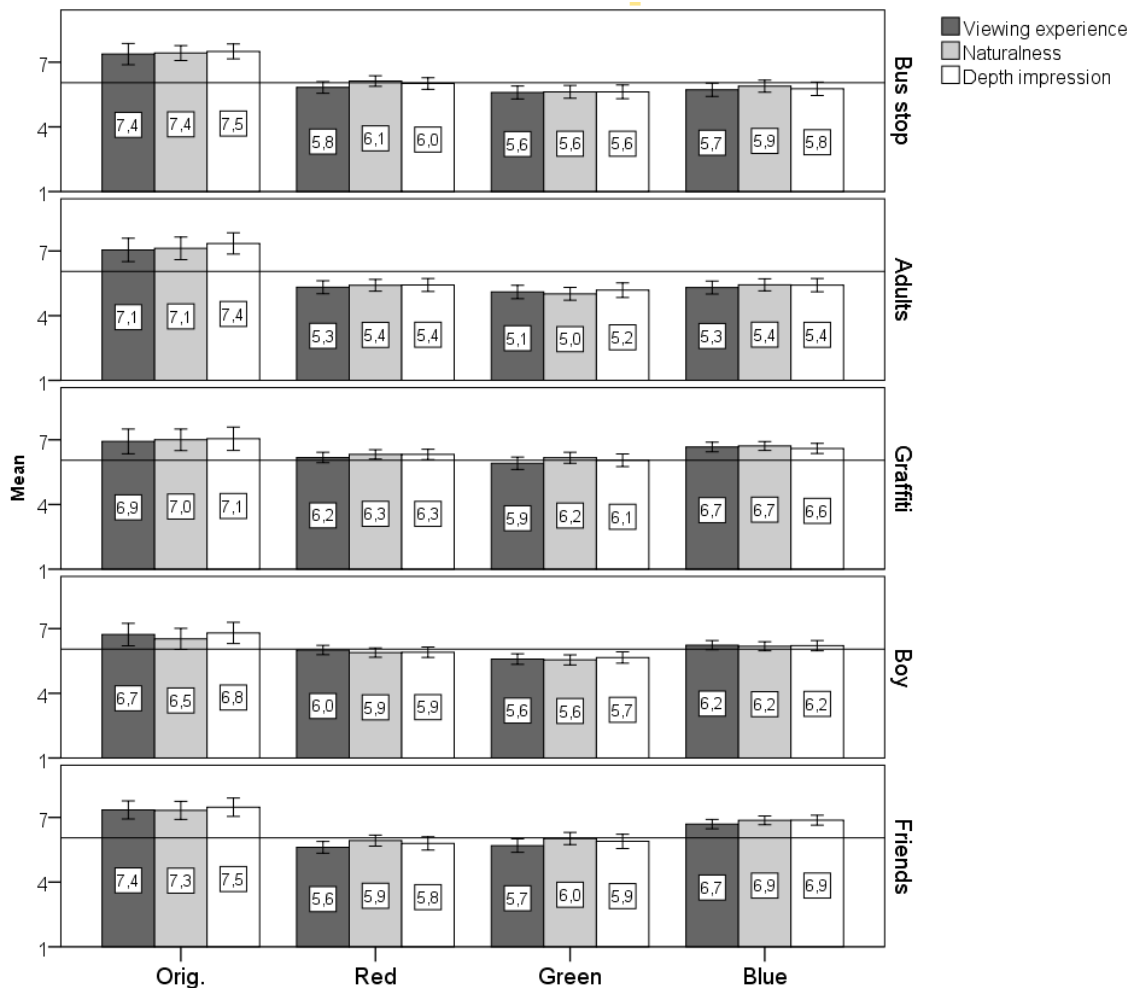 Viewing experience
Naturalness
Depth impression
Mean
Bus stop
7
4
1
7,4 7,4 7,5 5,8 6,1 6,0 5,6 5,6 5,6 5,7 5,9 5,8
Adults
7
4
1
7,1 7,1 7,4 5,3 5,4 5,4 5,1 5,0 5,2 5,3 5,4 5,4
Graffiti
7
4
1
6,9 7,0 7,1 6,2 6,3 6,3 5,9 6,2 6,1 6,7 6,7 6,6
Boy
7
4
1
6,7 6,5 6,8 6,0 5,9 5,9 5,6 5,6 5,7 6,2 6,2 6,2
Friends
7
4
1
7,4 7,3 7,5 5,6 5,9 5,8 5,7 6,0 5,9 6,7 6,9 6,9
Orig. Red Green Blue